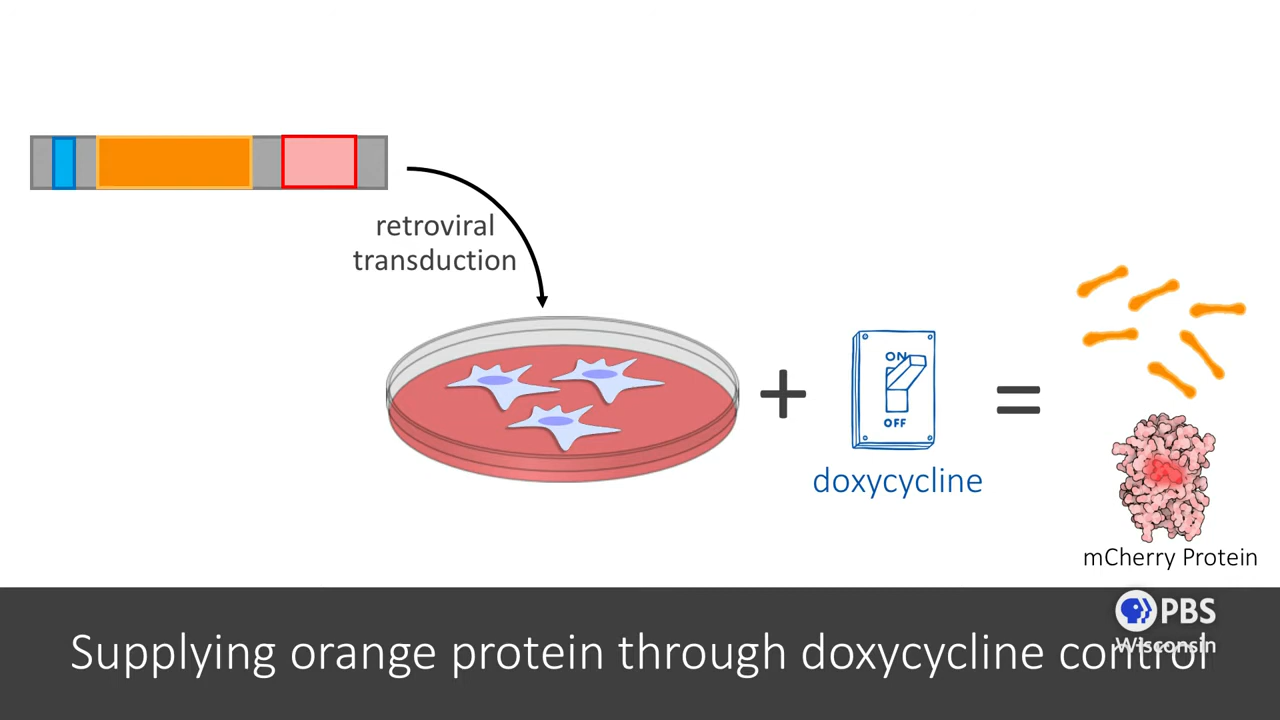 retroviral
transduction
ON
OFF
doxycycline
mCherry Protein
Supplying orange protein through doxycycline control
PBS
Wisconsin